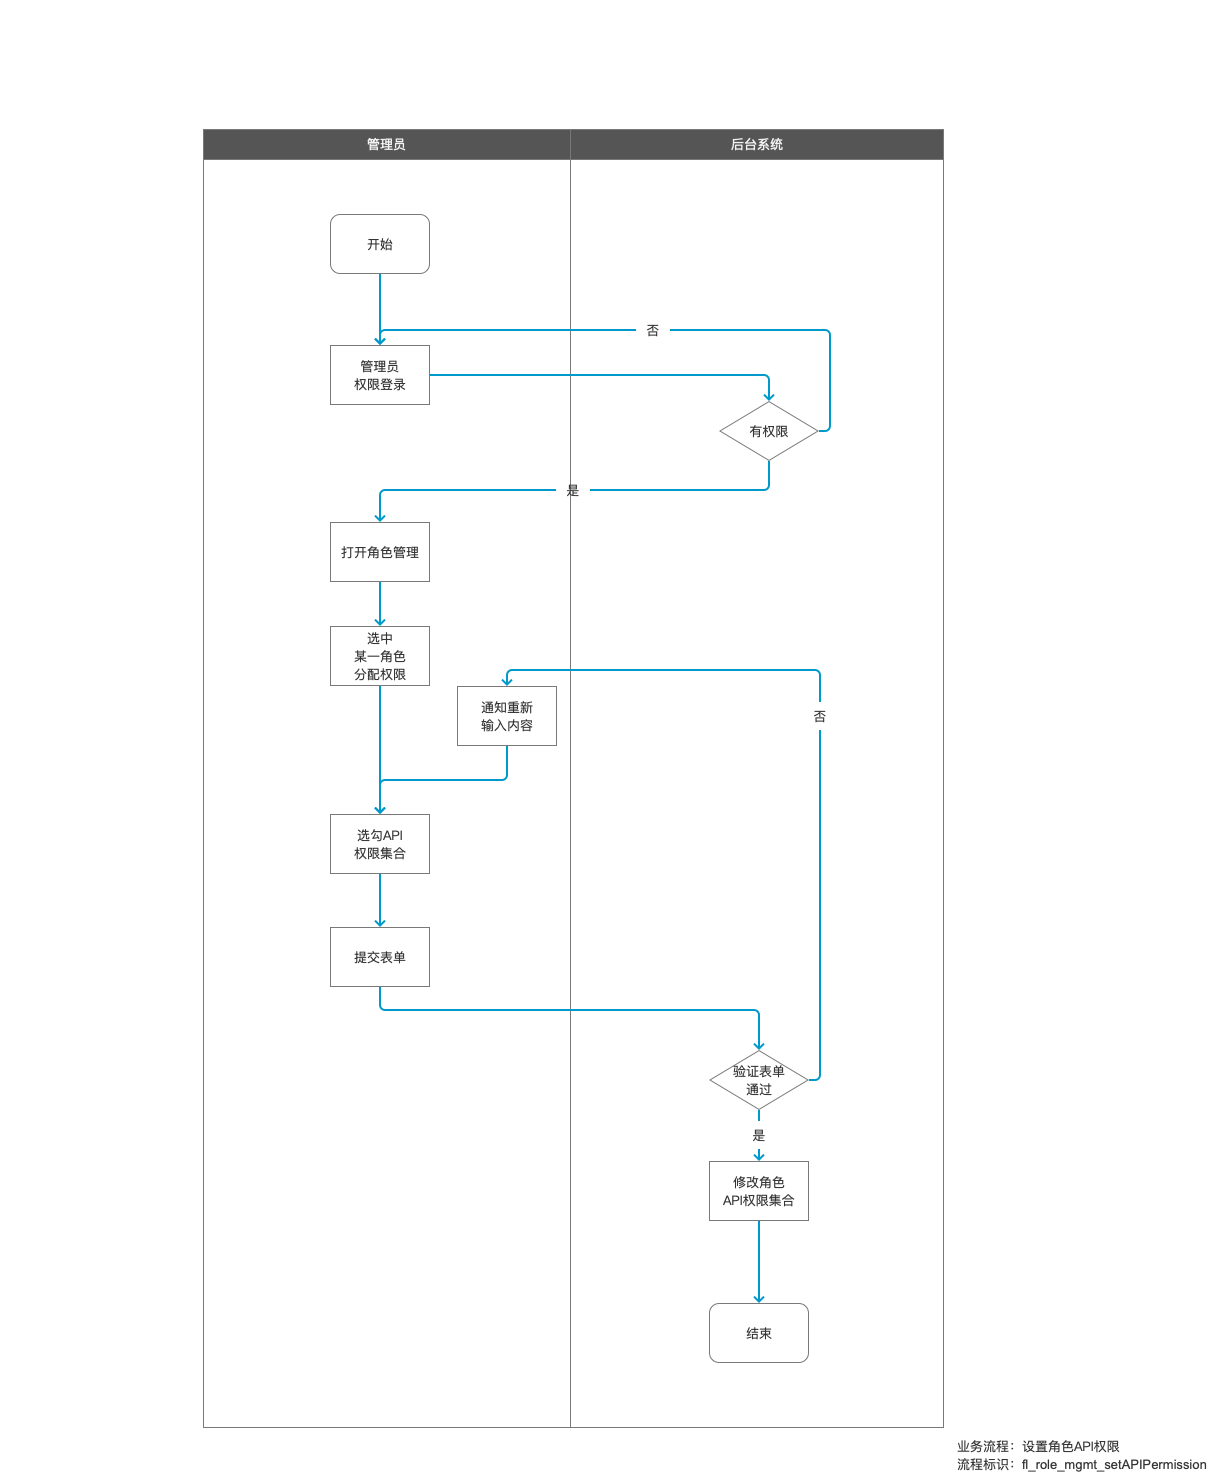 管理员
后台系统
开始
否
管理员
权限登录
有权限
是
打开角色管理
选中
某一角色
分配权限
通知重新
输入内容
否
选勾API
权限集合
提交表单
验证表单
通过
是
修改角色
API权限集合
结束
业务流程：设置角色API权限
流程标识：fl_role_mgmt_setAPIPermission